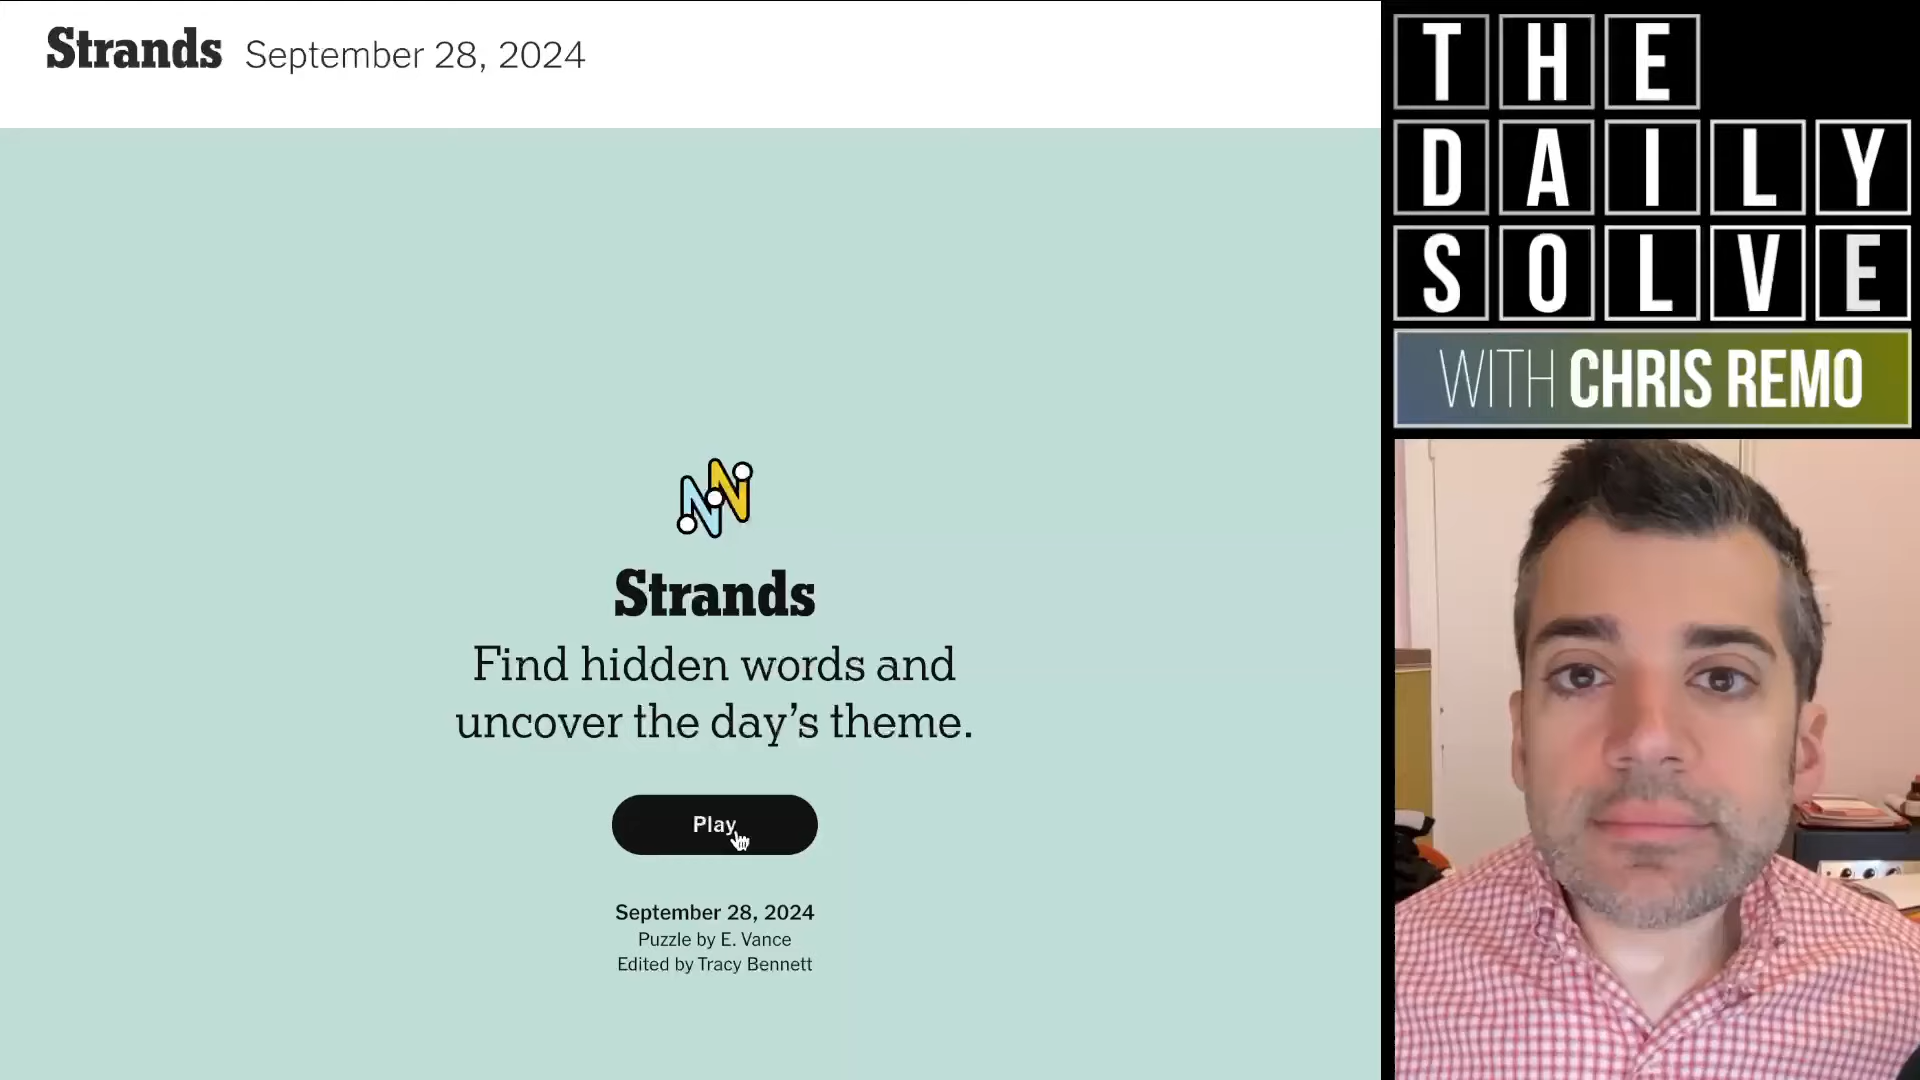 Strands September 28, 2024
Strands
Find hidden words and
uncover the day’s theme.
Play
September 28, 2024
Puzzle by E. Vance
Edited by Tracy Bennett
THE
DAILY
SOLVE
WITH CHRIS REMO